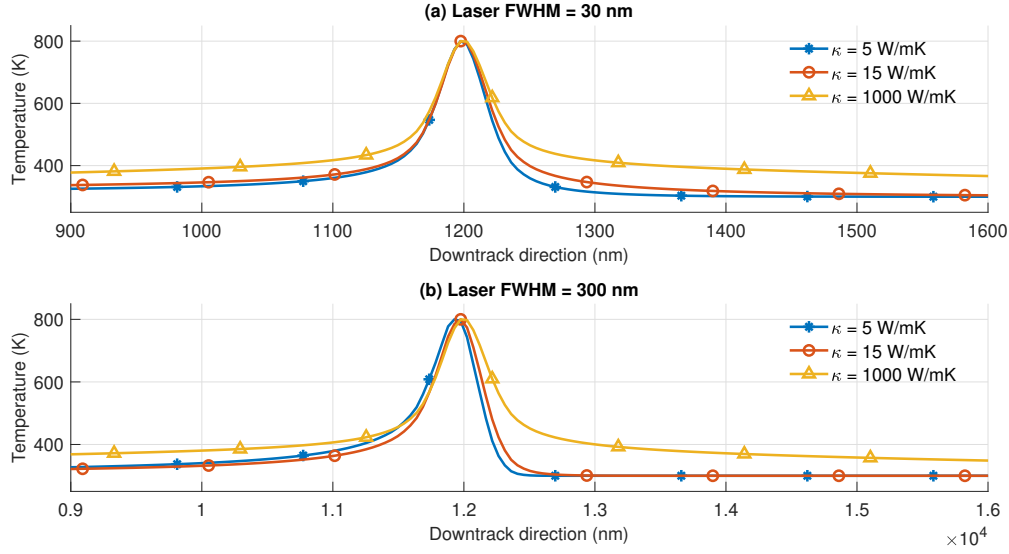 (a) Laser FWHM = 30 nm
Temperature (K)
800
600
400
κ = 5 W/mK
κ = 15 W/mK
κ = 1000 W/mK
900 1000 1100 1200 1300 1400 1500 1600
Downtrack direction (nm)
(b) Laser FWHM = 300 nm
Temperature (K)
800
600
400
κ = 5 W/mK
κ = 15 W/mK
κ = 1000 W/mK
0.9 1 1.1 1.2 1.3 1.4 1.5 1.6
Downtrack direction (nm)
×10⁴